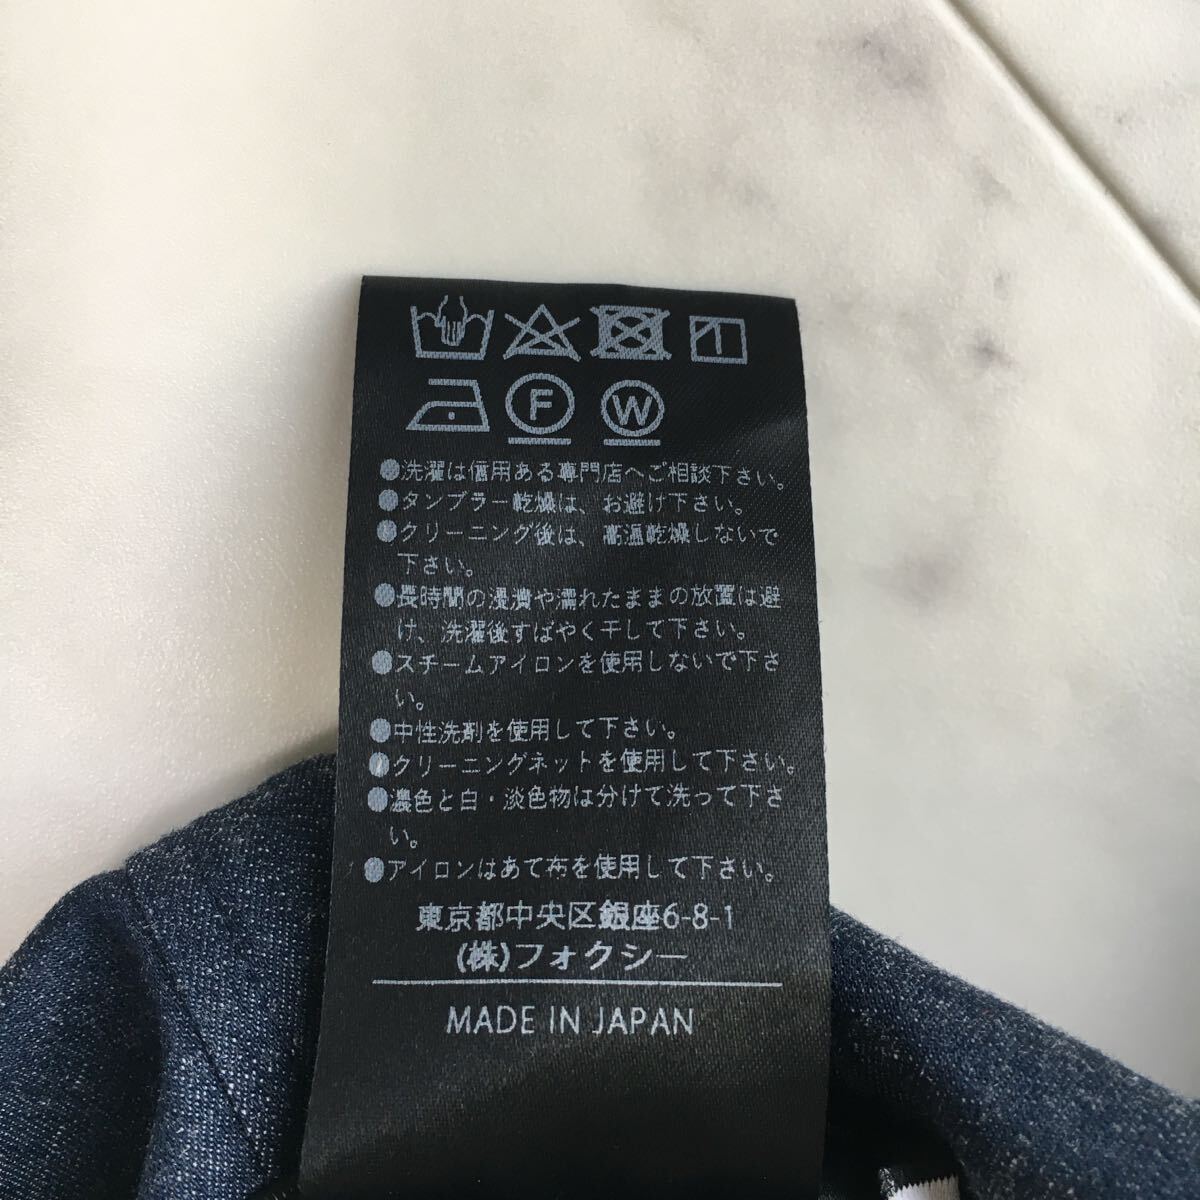 F W
●洗濯は信用ある専門店へご相談下さい。
●タンブラー乾燥は、お避け下さい。
●クリーニング後は、高温乾燥しないで
下さい。
●長時間の浸漬や濡れたままの放置は避
け、洗濯後すばやく干して下さい。
●スチームアイロンを使用しないで下さ
い。
●中性洗剤を使用して下さい。
●クリーニングネットを使用して下さい。
●濃色と白・淡色物は分けて洗って下さ
い。
●アイロンはあて布を使用して下さい。
東京都中央区銀座6-8-1
(株)フォクシー
MADE IN JAPAN